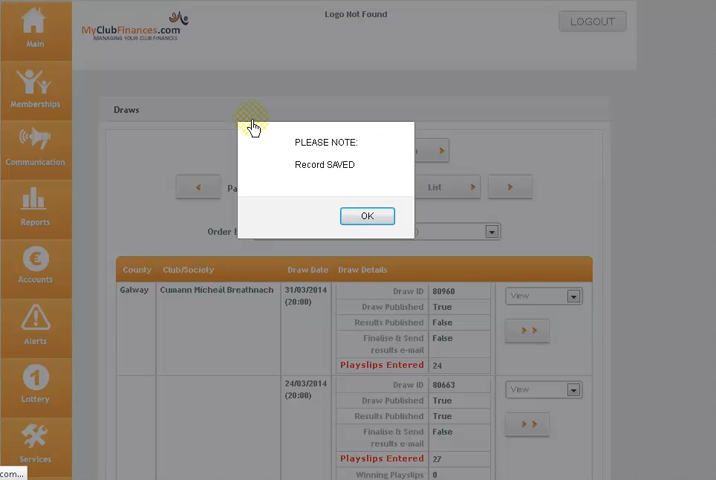 Logo Not Found
LOGOUT
MyClubFinances.com
MANAGING YOUR CLUB FINANCES
Main
Memberships
Communication
Reports
Accounts
Alerts
Lottery
Services
Draws
PLEASE NOTE:
Record SAVED
OK
List
Order
County Club/Society Draw Date Draw Details
Galway Cumann Micheál Breathnach 31/03/2014 (20:00)
Draw ID 80960
Draw Published True
Results Published False
Finalise & Send results e-mail False
Playslips Entered 24
View
24/03/2014 (20:00)
Draw ID 80663
Draw Published True
Results Published True
Finalise & Send results e-mail False
Playslips Entered 27
Winning Playslips 0
View
com...